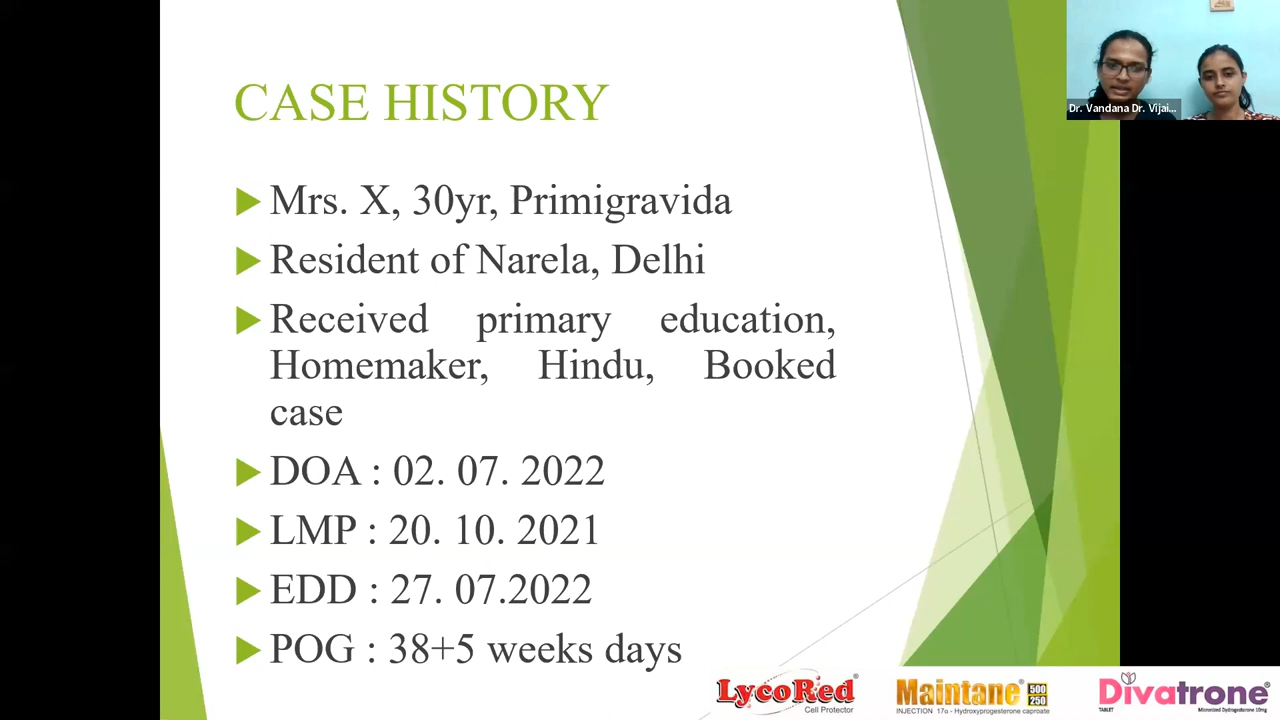 CASE HISTORY
Mrs. X, 30yr, Primigravida
Resident of Narela, Delhi
Received primary education,
Homemaker, Hindu, Booked
case
DOA : 02. 07. 2022
LMP : 20. 10. 2021
EDD : 27. 07.2022
POG : 38+5 weeks days
Dr. Vandana Dr. Vijai...
LycoRed®
Cell Protector
Maintane® 500
250
INJECTION 17α - Hydroxyprogesterone caproate
Divatrone®
TABLET Micronized Dydrogesterone 10mg